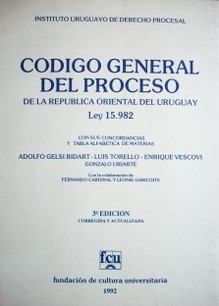 INSTITUTO URUGUAYO DE DERECHO PROCESAL
CODIGO GENERAL
DEL PROCESO
DE LA REPUBLICA ORIENTAL DEL URUGUAY
Ley 15.982
CON SUS CONCORDANCIAS
Y TABLA ALFABETICA DE MATERIAS
ADOLFO GELSI BIDART - LUIS TORELLO - ENRIQUE VESCOVI
GONZALO URIARTE
Con la colaboración de
FERNANDO CARDINAL Y LEONIE GARICOITS
3ª EDICION
CORREGIDA Y ACTUALIZADA
fcu
fundación de cultura universitaria
1992